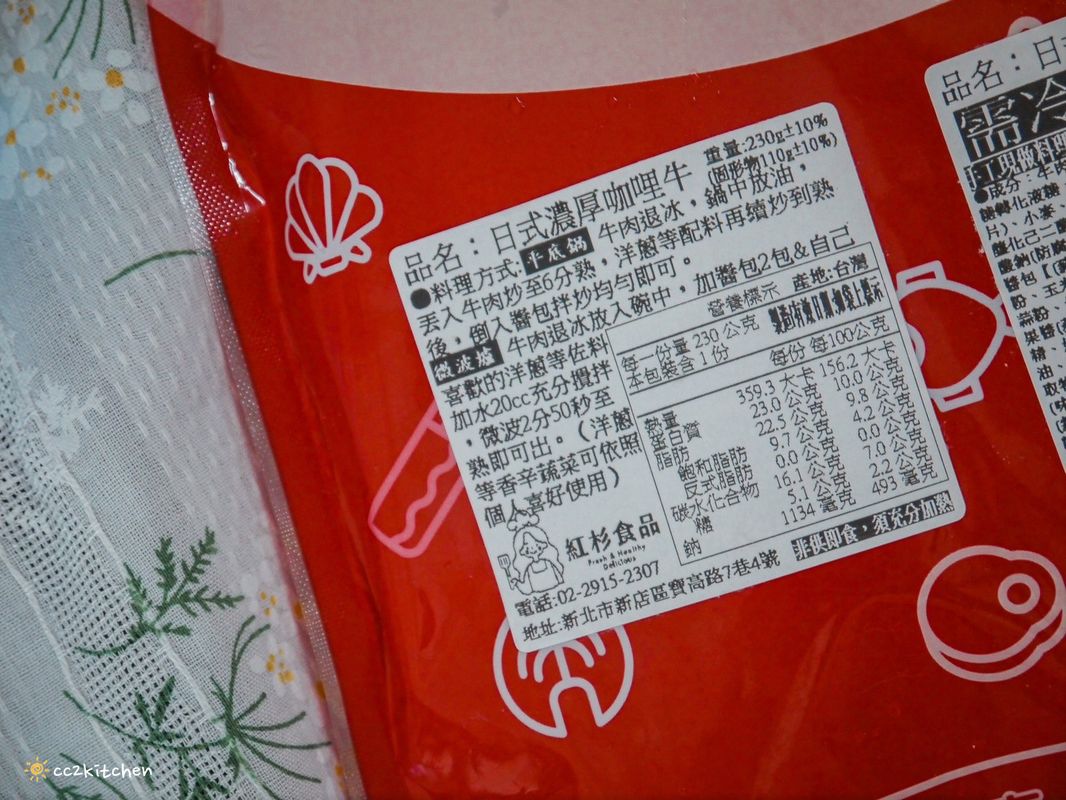 品名：日式濃厚咖哩牛
重量:230g±10%
(固形物110g±10%)
●料理方式:平底鍋 牛肉退冰，鍋中放油，
丟入牛肉炒至6分熟，洋蔥等配料再續炒到熟
後，倒入醬包拌炒均勻即可。
微波爐 牛肉退冰放入碗中，加醬包2包&自己
喜歡的洋蔥等佐料
加水20cc充分攪拌
，微波2分50秒至
熟即可出。（洋蔥
等香辛蔬菜可依照
個人喜好使用）
營養標示 產地:台灣
每一份量 230 公克
本包裝含 1 份
每份 每100公克
熱量 359.3 大卡 156.2 大卡
蛋白質 23.0 公克 10.0 公克
脂肪 22.5 公克 9.8 公克
飽和脂肪 9.7 公克 4.2 公克
反式脂肪 0.0 公克 0.0 公克
碳水化合物 16.1 公克 7.0 公克
糖 5.1 公克 2.2 公克
鈉 1134 毫克 493 毫克
紅杉食品
Fresh & Healthy
Delicious
電話:02-2915-2307
地址:新北市新店區寶高路7巷4號
非供即食，須充分加熱
品名：日式
需冷
●成分：牛肉
片)、小麥
cc2kitchen